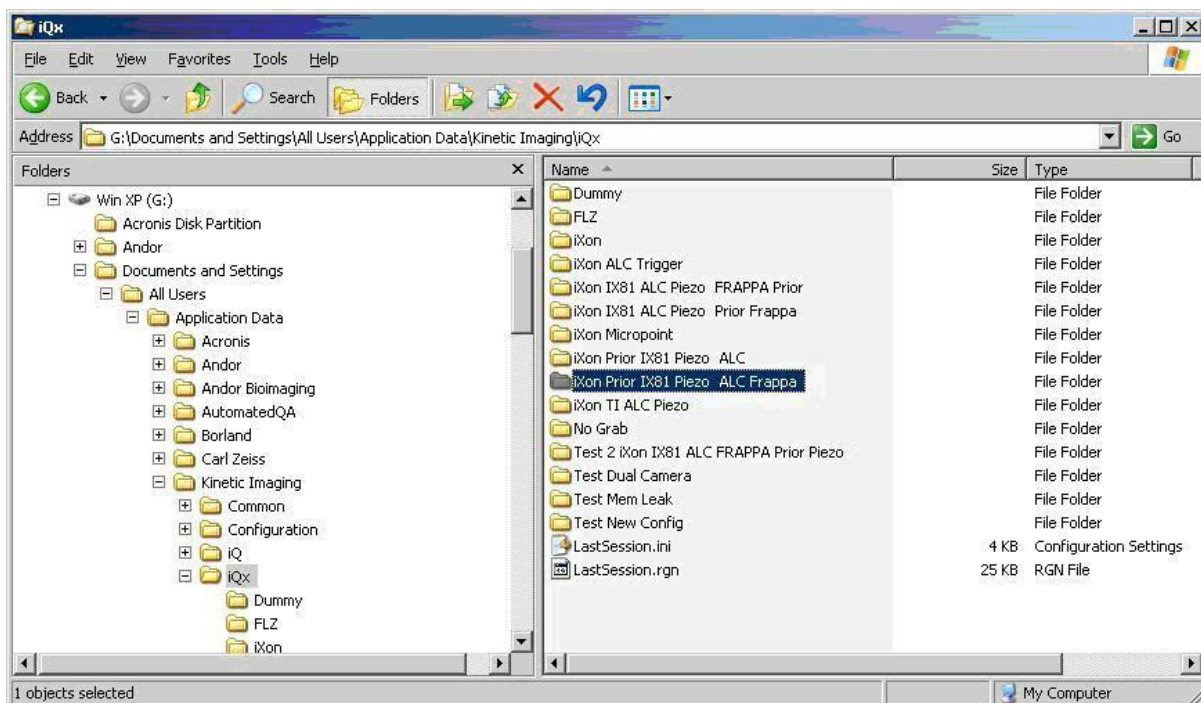 iQx
File Edit View Favorites Tools Help
Back Search Folders
Address G:\Documents and Settings\All Users\Application Data\Kinetic Imaging\iQx Go
Folders x
Name Size Type
Win XP (G:)
Acronis Disk Partition
Andor
Documents and Settings
All Users
Application Data
Acronis
Andor
Andor Bioimaging
AutomatedQA
Borland
Carl Zeiss
Kinetic Imaging
Common
Configuration
iQ
iQx
Dummy
FLZ
iXon
Dummy File Folder
FLZ File Folder
iXon File Folder
iXon ALC Trigger File Folder
iXon IX81 ALC Piezo  FRAPPA Prior File Folder
iXon IX81 ALC Piezo  Prior Frappa File Folder
iXon Micropoint File Folder
iXon Prior IX81 Piezo  ALC File Folder
iXon Prior IX81 Piezo  ALC Frappa File Folder
iXon TI ALC Piezo File Folder
No Grab File Folder
Test 2 iXon IX81 ALC FRAPPA Prior Piezo File Folder
Test Dual Camera File Folder
Test Mem Leak File Folder
Test New Config File Folder
LastSession.ini 4 KB Configuration Settings
LastSession.rgn 25 KB RGN File
1 objects selected My Computer